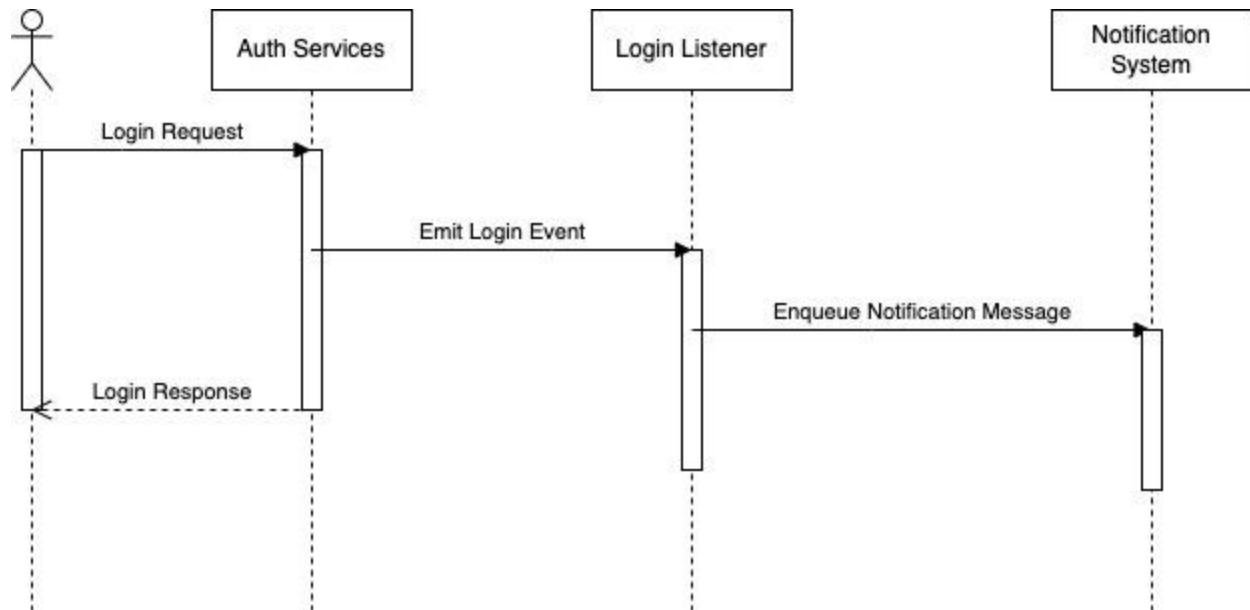 Auth Services
Login Listener
Notification
System
Login Request
Emit Login Event
Enqueue Notification Message
Login Response